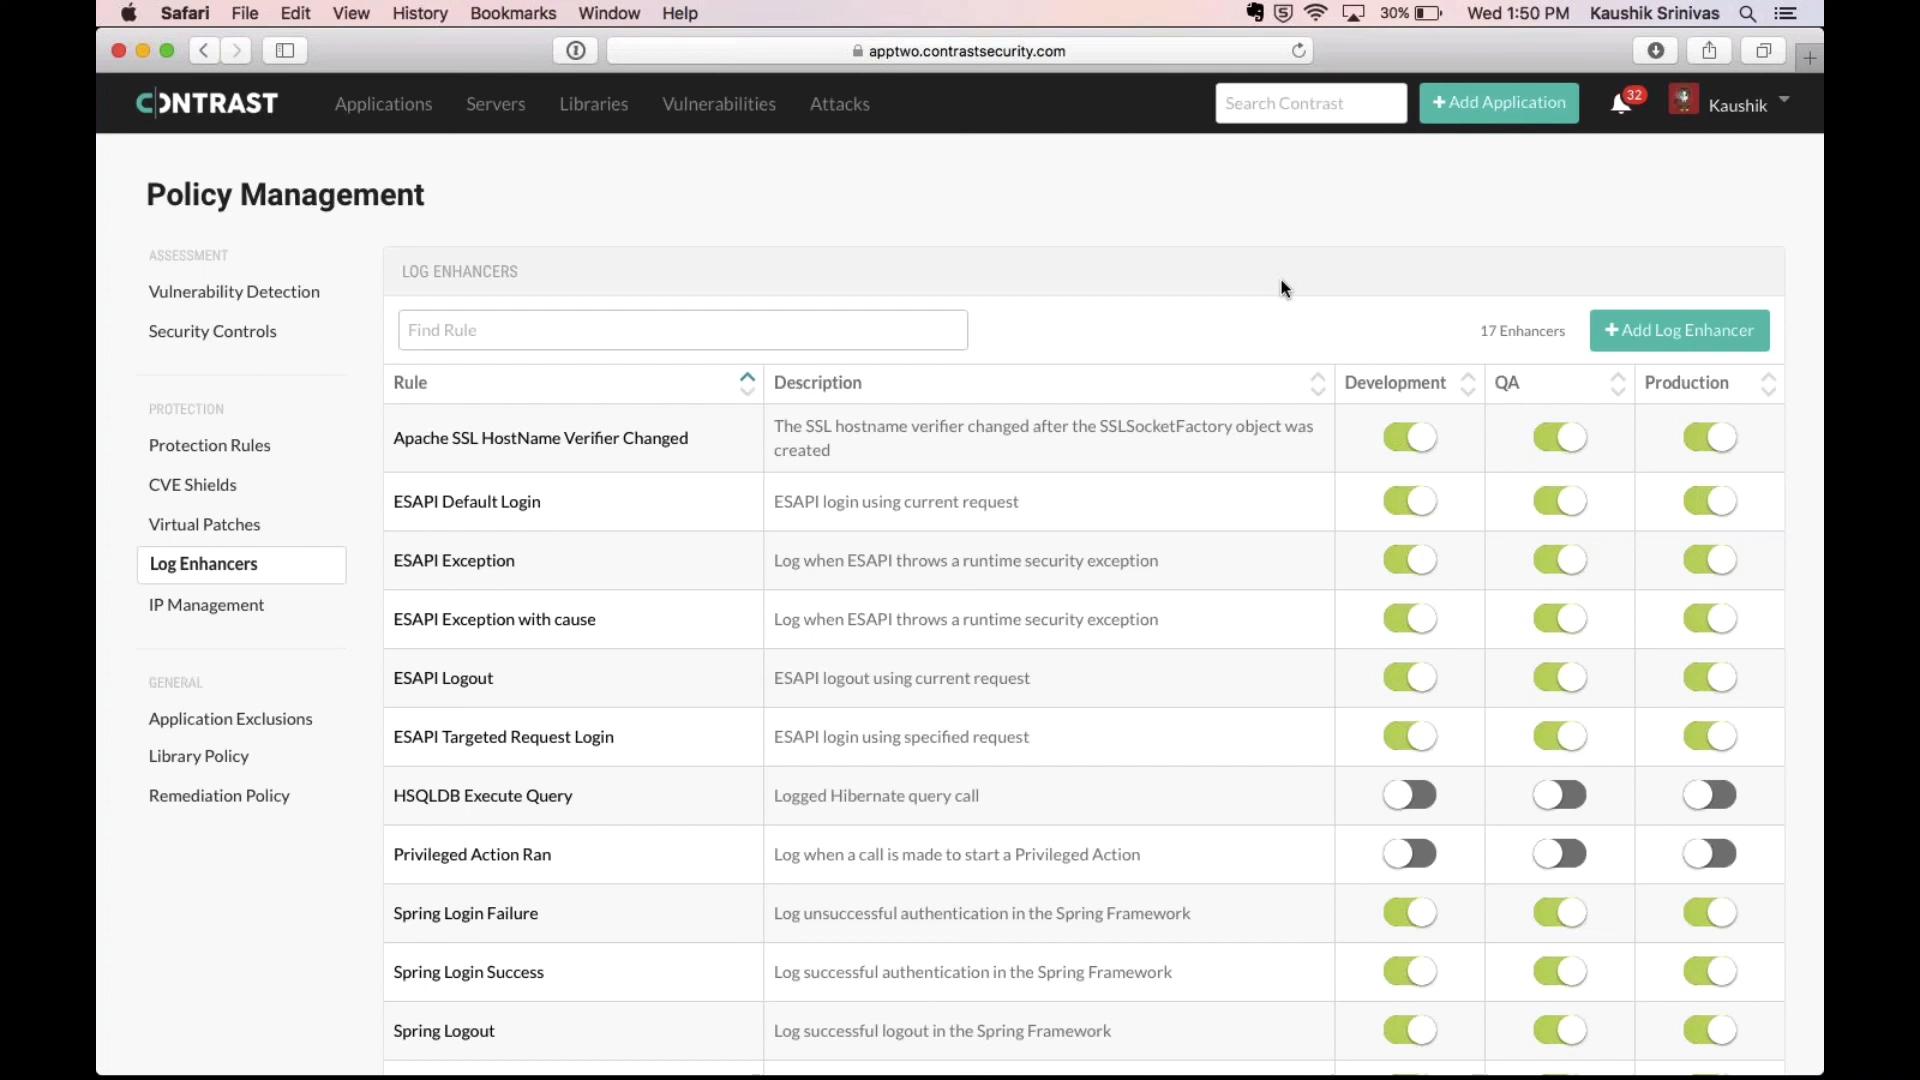 Safari File Edit View History Bookmarks Window Help 30% Wed 1:50 PM Kaushik Srinivas
apptwo.contrastsecurity.com
CONTRAST Applications Servers Libraries Vulnerabilities Attacks Search Contrast + Add Application 32 Kaushik
Policy Management
ASSESSMENT
Vulnerability Detection
Security Controls
PROTECTION
Protection Rules
CVE Shields
Virtual Patches
Log Enhancers
IP Management
GENERAL
Application Exclusions
Library Policy
Remediation Policy
LOG ENHANCERS
Find Rule 17 Enhancers + Add Log Enhancer
Rule Description Development QA Production
Apache SSL HostName Verifier Changed The SSL hostname verifier changed after the SSLSocketFactory object was
created
ESAPI Default Login ESAPI login using current request
ESAPI Exception Log when ESAPI throws a runtime security exception
ESAPI Exception with cause Log when ESAPI throws a runtime security exception
ESAPI Logout ESAPI logout using current request
ESAPI Targeted Request Login ESAPI login using specified request
HSQLDB Execute Query Logged Hibernate query call
Privileged Action Ran Log when a call is made to start a Privileged Action
Spring Login Failure Log unsuccessful authentication in the Spring Framework
Spring Login Success Log successful authentication in the Spring Framework
Spring Logout Log successful logout in the Spring Framework